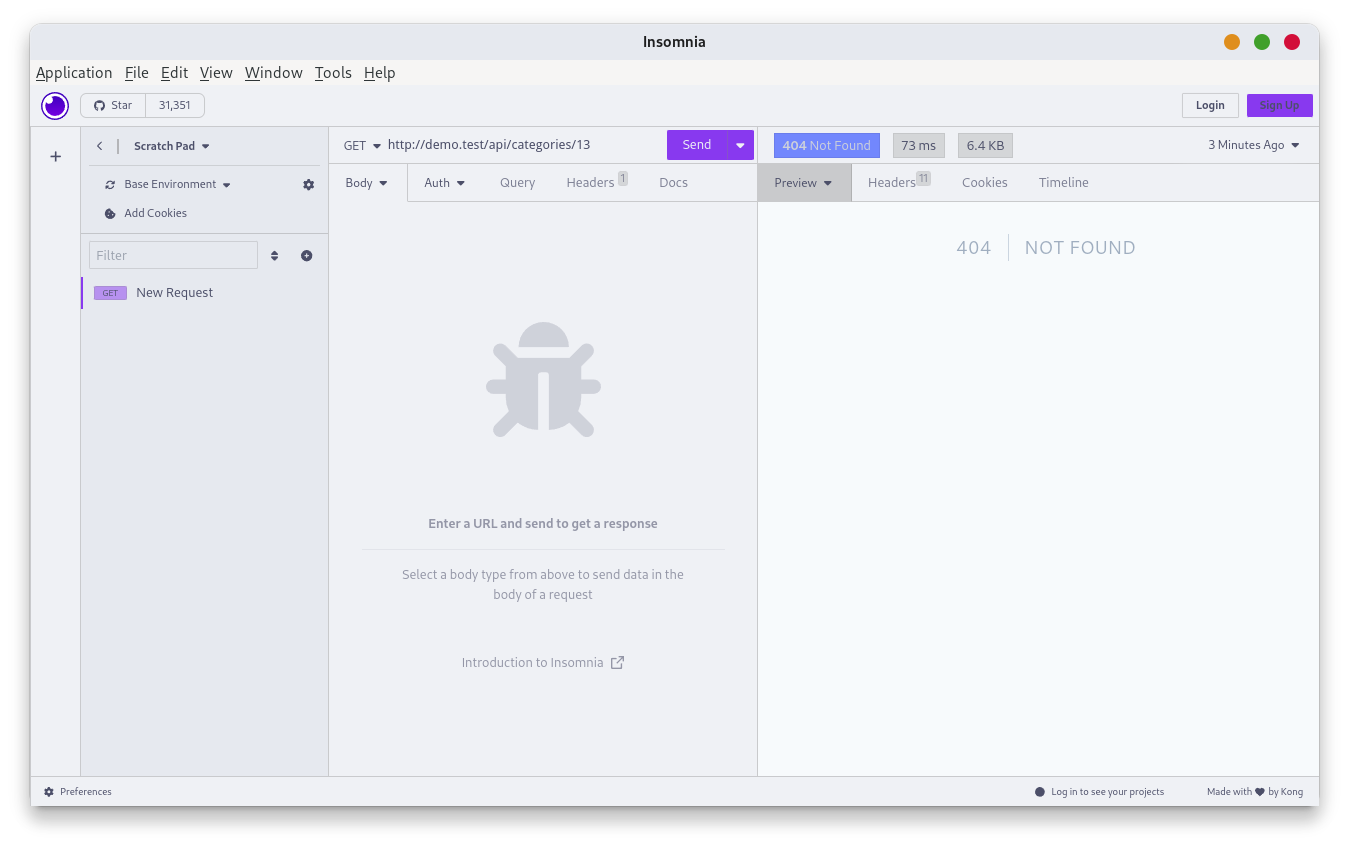 Insomnia
Application File Edit View Window Tools Help
Star 31,351 Login Sign Up
Scratch Pad
GET http://demo.test/api/categories/13 Send
404 Not Found 73 ms 6.4 KB 3 Minutes Ago
Base Environment
Add Cookies
Body Auth Query Headers 1 Docs
Preview Headers 11 Cookies Timeline
Filter
GET New Request
404 NOT FOUND
Enter a URL and send to get a response
Select a body type from above to send data in the
body of a request
Introduction to Insomnia
Preferences Log in to see your projects Made with by Kong